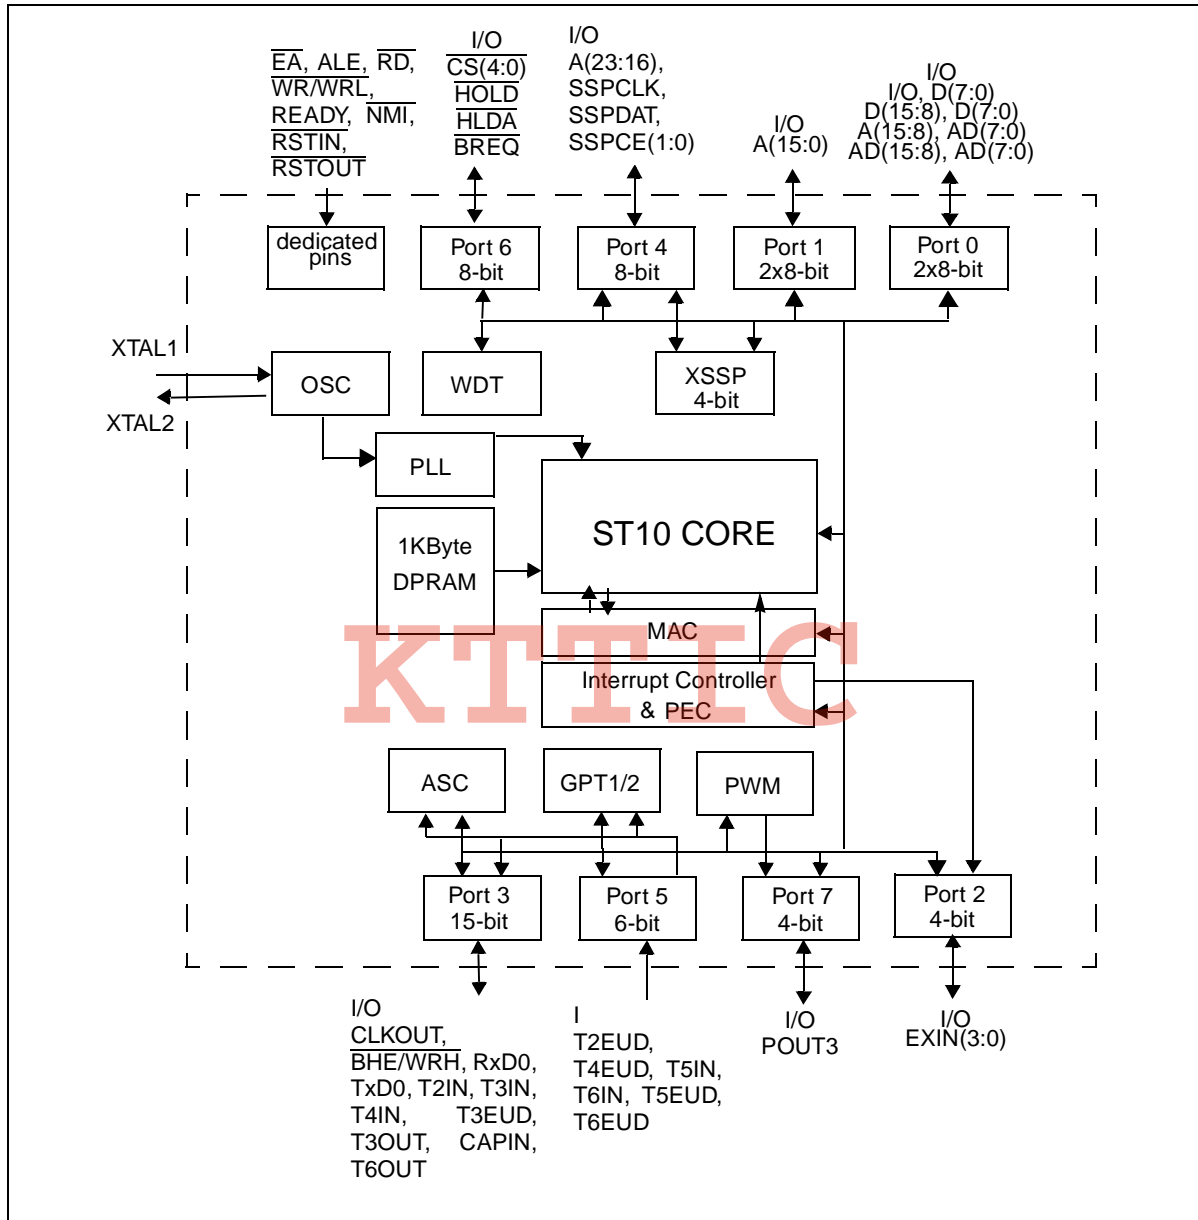 EA, ALE, RD,
WR/WRL,
READY, NMI,
RSTIN,
RSTOUT
I/O
CS(4:0)
HOLD
HLDA
BREQ
I/O
A(23:16),
SSPCLK,
SSPDAT,
SSPCE(1:0)
I/O
A(15:0)
I/O
I/O, D(7:0)
D(15:8), D(7:0)
A(15:8), AD(7:0)
AD(15:8), AD(7:0)
dedicated
pins
Port 6
8-bit
Port 4
8-bit
Port 1
2x8-bit
Port 0
2x8-bit
XTAL1
XTAL2
OSC
WDT
XSSP
4-bit
PLL
ST10 CORE
1KByte
DPRAM
MAC
KTTIC
Interrupt Controller
& PEC
ASC
GPT1/2
PWM
Port 3
15-bit
Port 5
6-bit
Port 7
4-bit
Port 2
4-bit
I/O
CLKOUT,
BHE/WRH, RxD0,
TxD0, T2IN, T3IN,
T4IN, T3EUD,
T3OUT, CAPIN,
T6OUT
I
T2EUD,
T4EUD, T5IN,
T6IN, T5EUD,
T6EUD
I/O
POUT3
I/O
EXIN(3:0)